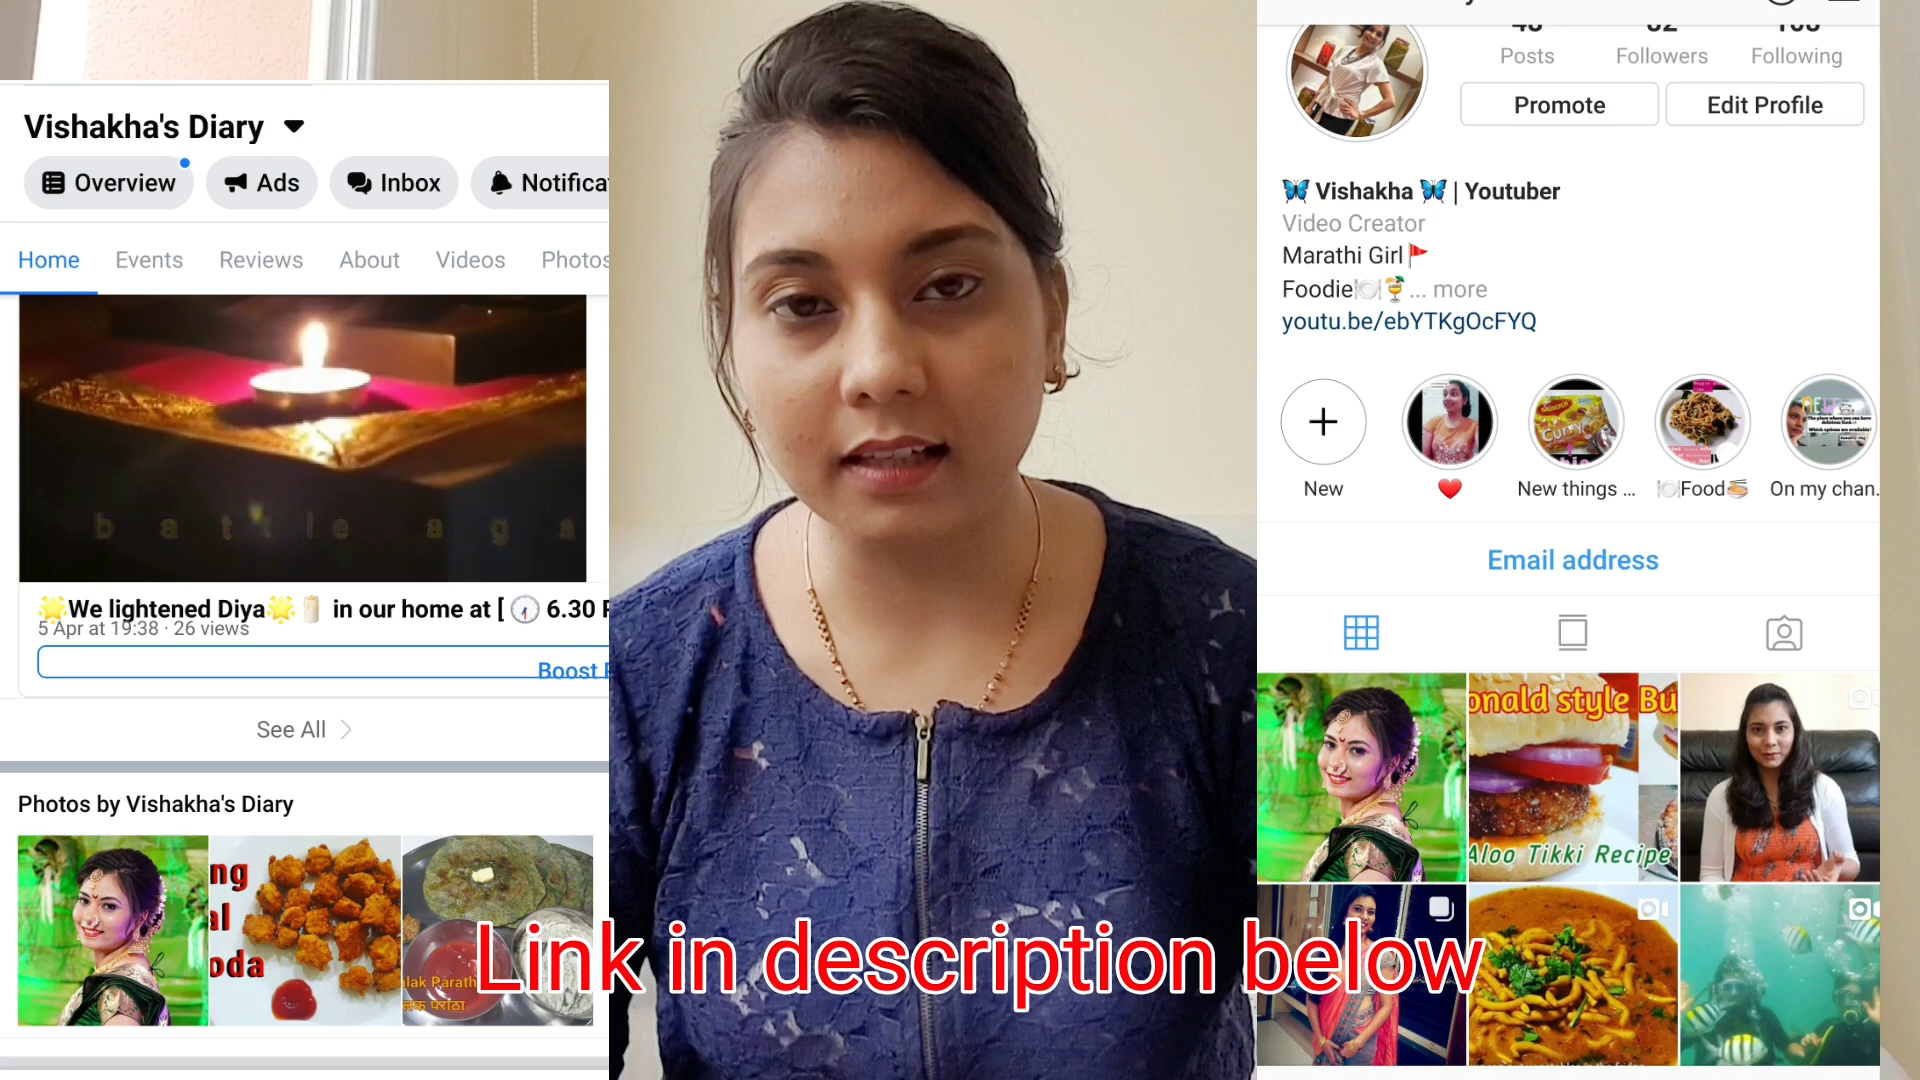 Vishakha's Diary
Overview
Ads
Inbox
Notifica
Home
Events
Reviews
About
Videos
Photos
b a t t l e a g a
🌟We lightened Diya🌟🕯️ in our home at [ 🕡 6.30
5 Apr at 19:38 · 26 views
Boost
See All
Photos by Vishakha's Diary
ng
al
oda
लक पराठा
Posts
Followers
Following
Promote
Edit Profile
🦋 Vishakha 🦋 | Youtuber
Video Creator
Marathi Girl🚩
Foodie🍽️🍹... more
youtu.be/ebYTKgOcFYQ
New
❤️
New things ...
🍽️Food🍜
On my chan.
Email address
onald style Bu
Aloo Tikki Recipe
Link in description below